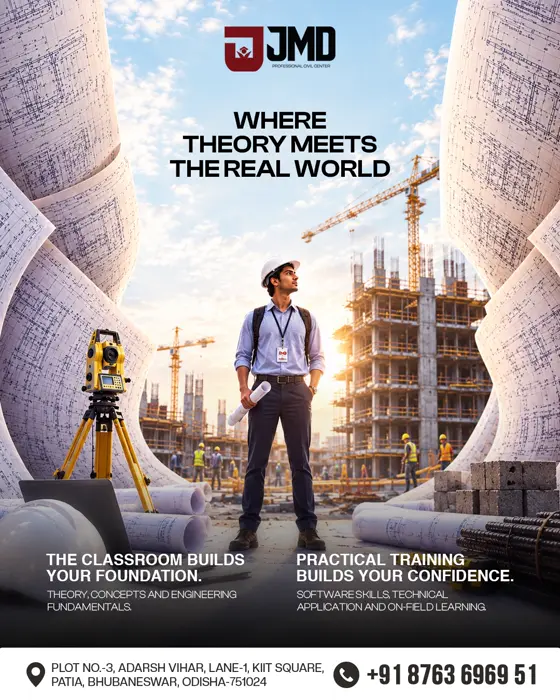 JMD
PROFESSIONAL CIVIL CENTER
WHERE
THEORY MEETS
THE REAL WORLD
THE CLASSROOM BUILDS
YOUR FOUNDATION.
THEORY, CONCEPTS AND ENGINEERING
FUNDAMENTALS.
PRACTICAL TRAINING
BUILDS YOUR CONFIDENCE.
SOFTWARE SKILLS, TECHNICAL
APPLICATION AND ON-FIELD LEARNING.
PLOT NO.-3, ADARSH VIHAR, LANE-1, KIIT SQUARE,
PATIA, BHUBANESWAR, ODISHA-751024
+91 8763 6969 51